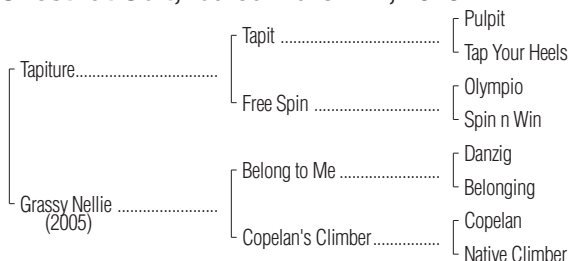 Pulpit
Tapit ........................................
Tap Your Heels
Tapiture....................................
Olympio
Free Spin ................................
Spin n Win
Danzig
Belong to Me .........................
Belonging
Grassy Nellie .........................
(2005)
Copelan
Copelan's Climber.................
Native Climber